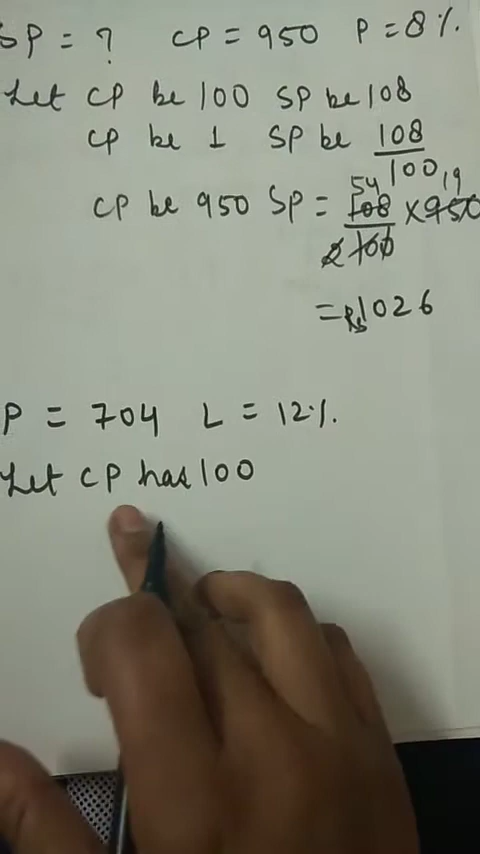 SP = ? CP = 950 P = 8%.
Let CP be 100 SP be 108
CP be 1 SP be 108/100
CP be 950 SP = 54 108/2 100 × 19 950
= Rs 1026
P = 704 L = 12%.
Let CP has 100